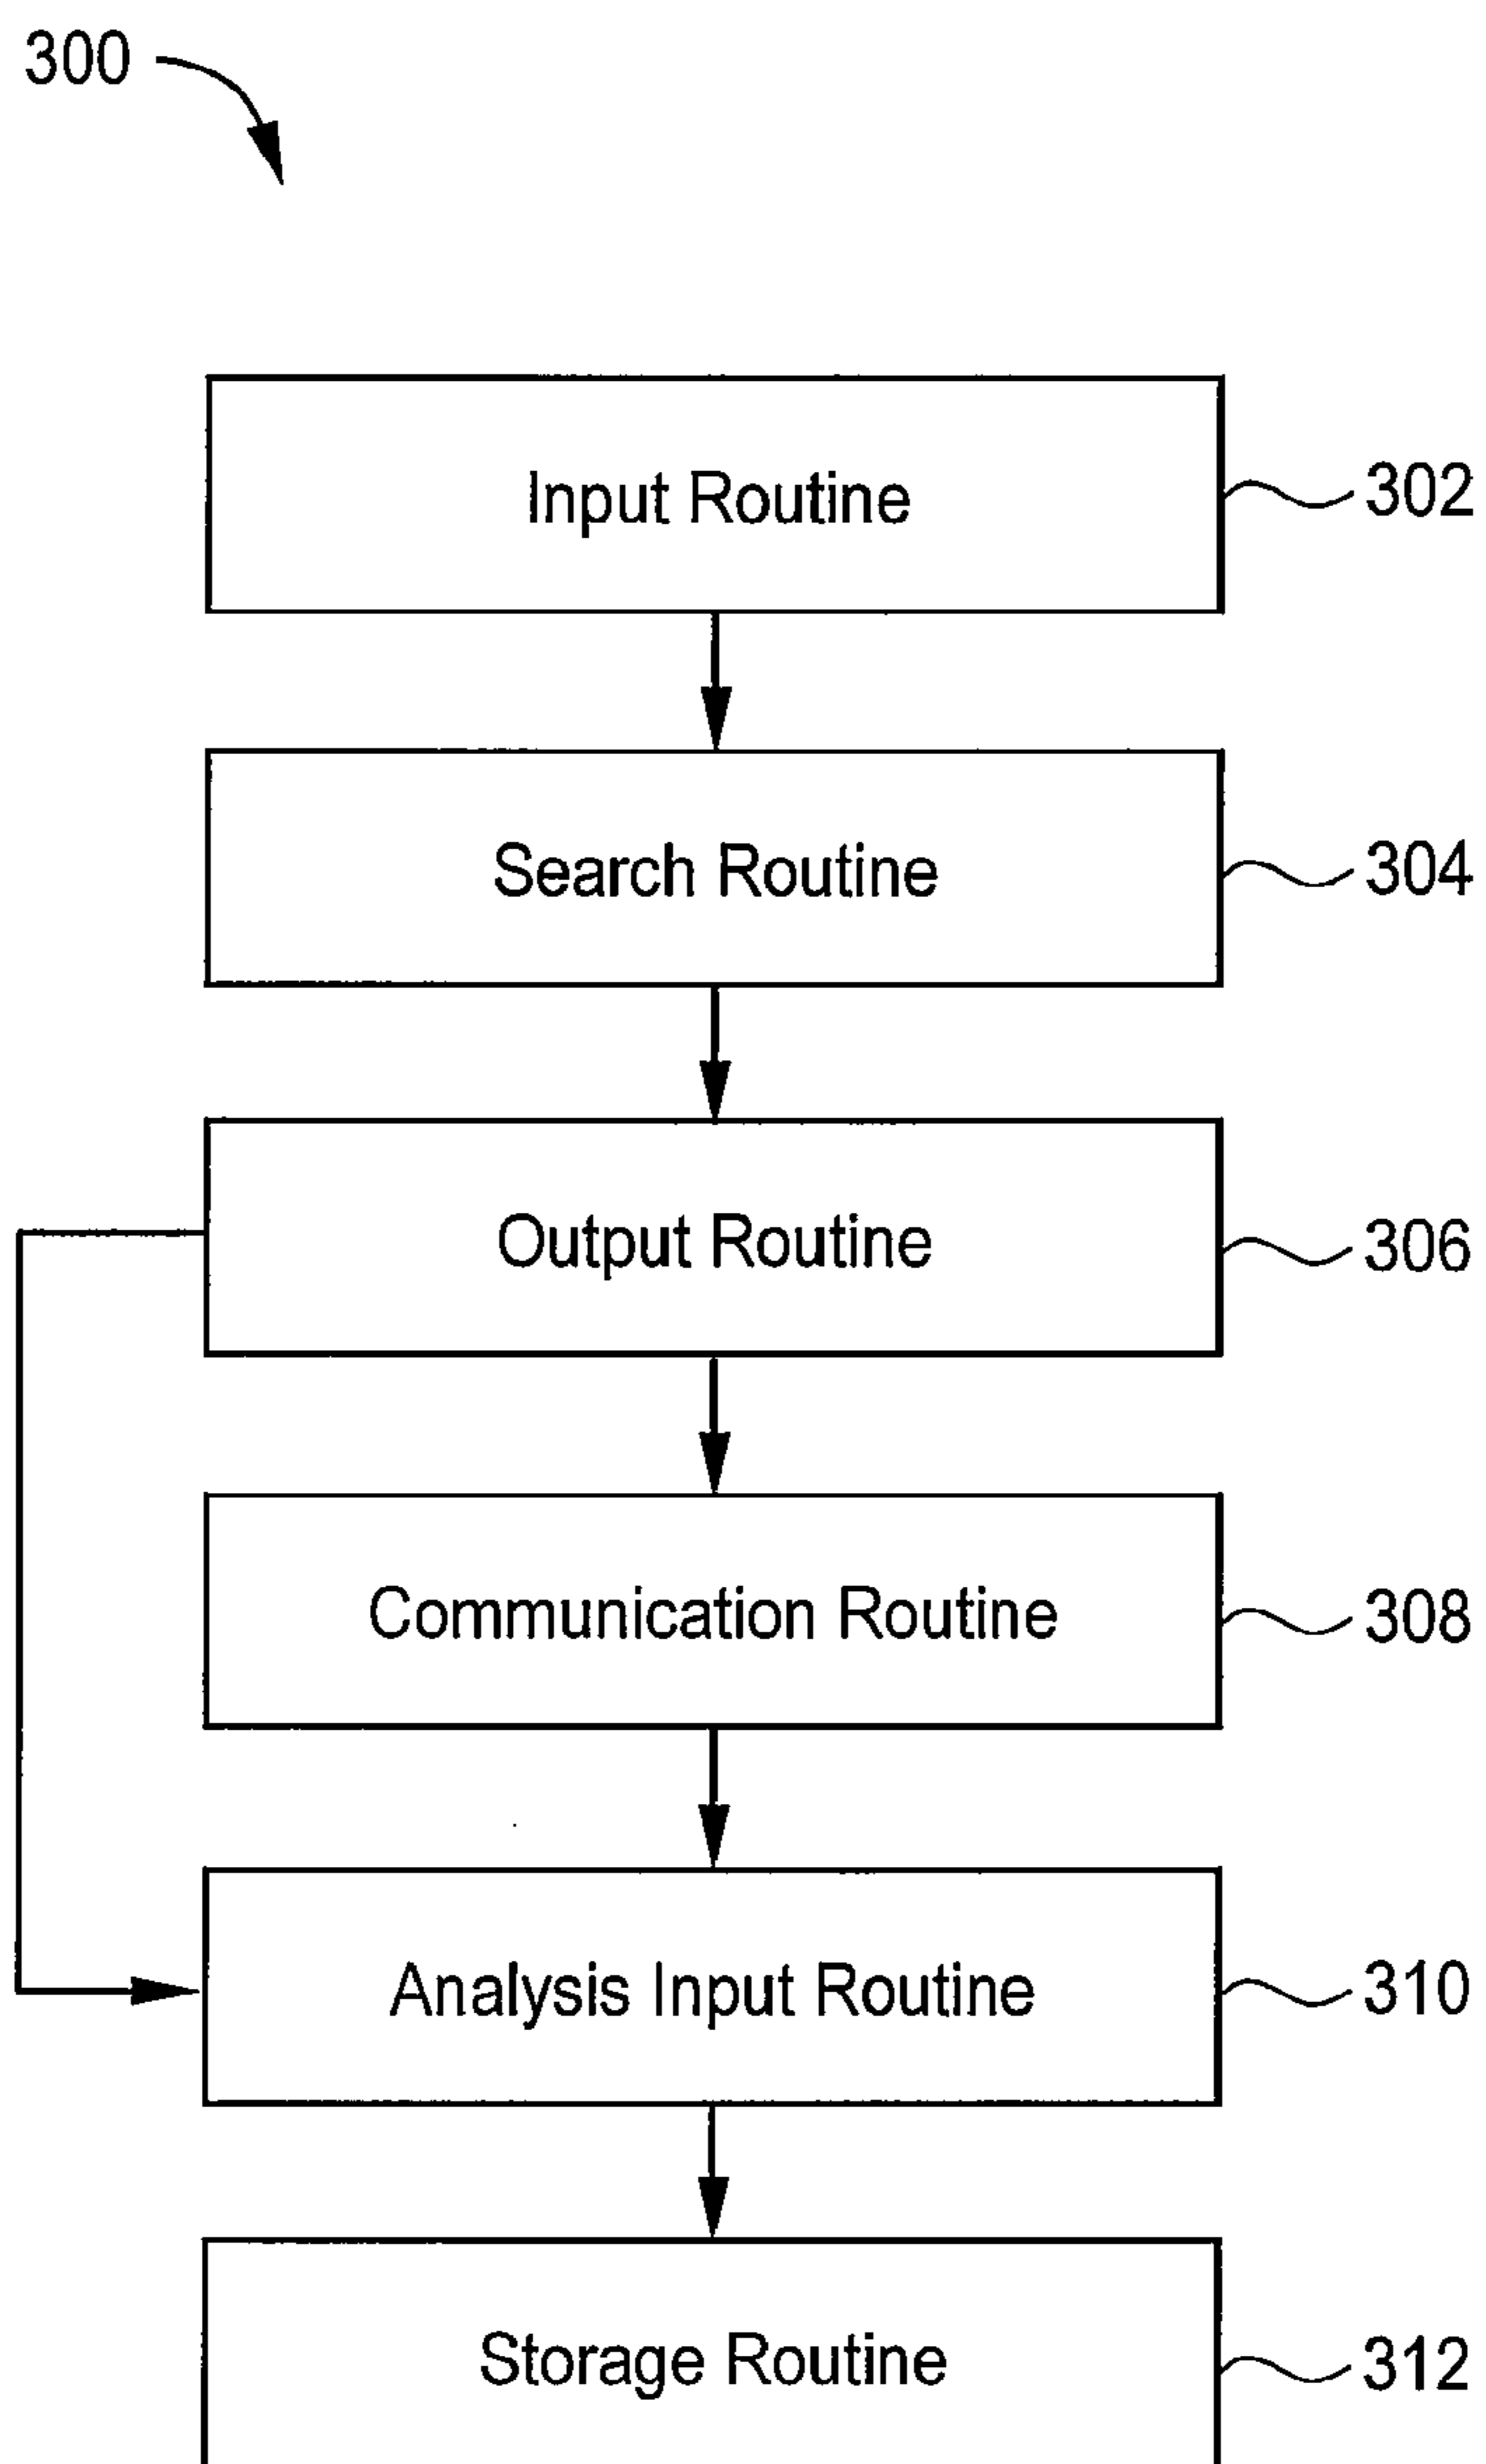 300
Input Routine
302
Search Routine
304
Output Routine
306
Communication Routine
308
Analysis Input Routine
310
Storage Routine
312